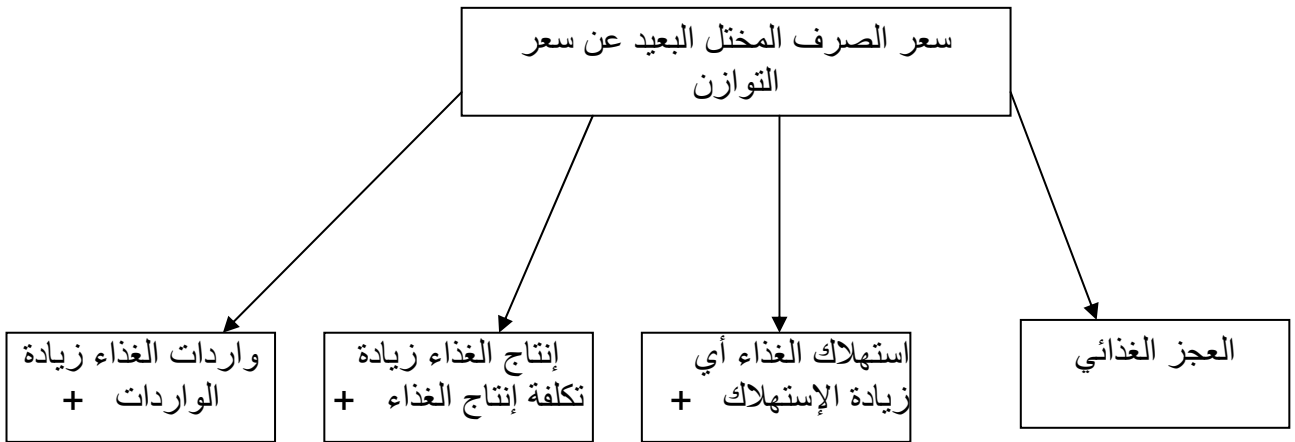 سعر الصرف المختل البعيد عن سعر
التوازن
العجز الغذائي
استهلاك الغذاء أي
زيادة الإستهلاك +
إنتاج الغذاء زيادة
تكلفة إنتاج الغذاء +
واردات الغذاء زيادة
الواردات +